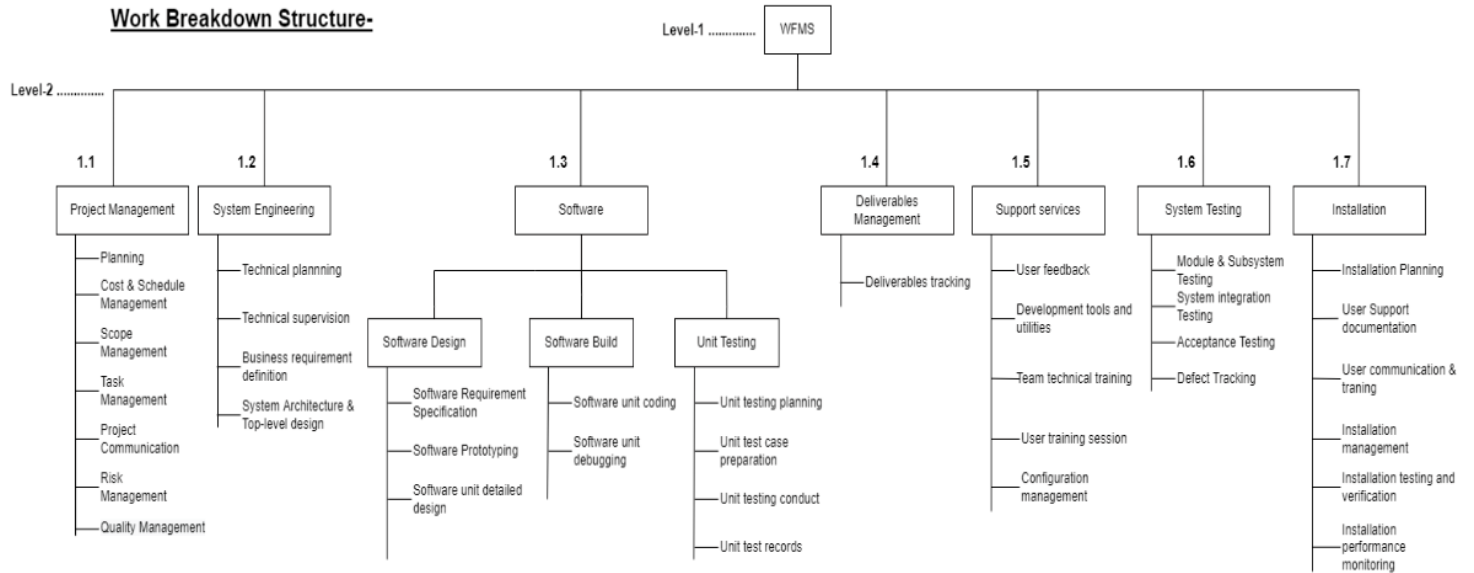 Work Breakdown Structure-
Level-1 ..............
WFMS
Level-2 ..............
1.1
1.2
1.3
1.4
1.5
1.6
1.7
Project Management
System Engineering
Software
Deliverables
Management
Support services
System Testing
Installation
Planning
Cost & Schedule
Management
Scope
Management
Task
Management
Project
Communication
Risk
Management
Quality Management
Technical plannning
Technical supervision
Business requirement
definition
System Architecture &
Top-level design
Software Design
Software Requirement
Specification
Software Prototyping
Software unit detailed
design
Software Build
Software unit coding
Software unit
debugging
Unit Testing
Unit testing planning
Unit test case
preparation
Unit testing conduct
Unit test records
Deliverables tracking
User feedback
Development tools and
utilities
Team technical training
User training session
Configuration
management
Module & Subsystem
Testing
System integration
Testing
Acceptance Testing
Defect Tracking
Installation Planning
User Support
documentation
User communication &
traning
Installation
management
Installation testing and
verification
Installation
performance
monitoring